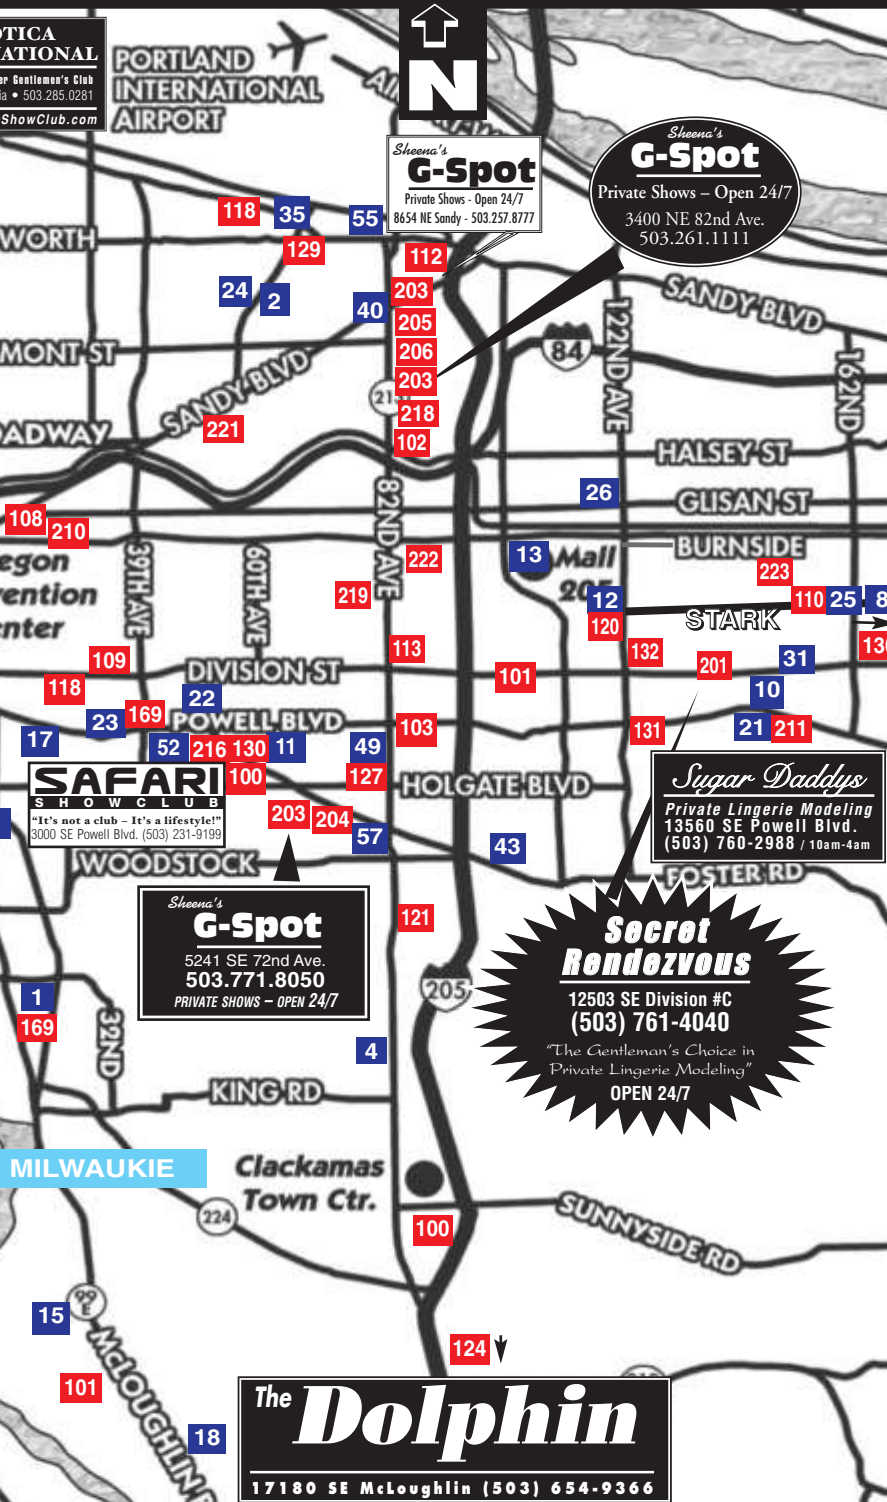 OTICA
NATIONAL
er Gentlemen's Club
ia • 503.285.0281
ShowClub.com
PORTLAND
INTERNATIONAL
AIRPORT
N
Sheena's
G-Spot
Private Shows - Open 24/7
8654 NE Sandy - 503.257.8777
Sheena's
G-Spot
Private Shows – Open 24/7
3400 NE 82nd Ave.
503.261.1111
118
35
55
WORTH
129
112
24
2
40
203
205
206
203
218
102
SANDY BLVD
84
122ND AVE
162ND
MONT ST
SANDY BLVD
213
221
OADWAY
HALSEY ST
26
GLISAN ST
82ND AVE
108
210
BURNSIDE
egon
vention
nter
39TH AVE
60TH AVE
222
13
Mall
205
223
219
12
110
25
8
120
STARK
113
132
130
109
DIVISION ST
101
201
31
118
22
10
169
23
POWELL BLVD
103
131
21
211
17
52
216
130
11
49
100
127
HOLGATE BLVD
SAFARI
SHOWCLUB
"It's not a club – It's a lifestyle!"
3000 SE Powell Blvd. (503) 231-9199
Sugar Daddys
Private Lingerie Modeling
13560 SE Powell Blvd.
(503) 760-2988 / 10am-4am
203
204
57
43
WOODSTOCK
FOSTER RD
Sheena's
G-Spot
5241 SE 72nd Ave.
503.771.8050
PRIVATE SHOWS – OPEN 24/7
121
205
Secret
Rendezvous
12503 SE Division #C
(503) 761-4040
"The Gentleman's Choice in
Private Lingerie Modeling"
OPEN 24/7
1
169
32ND
4
KING RD
MILWAUKIE
Clackamas
Town Ctr.
224
100
SUNNYSIDE RD
99
E
15
124
101
McLOUGHLIN
18
The Dolphin
17180 SE McLoughlin (503) 654-9366